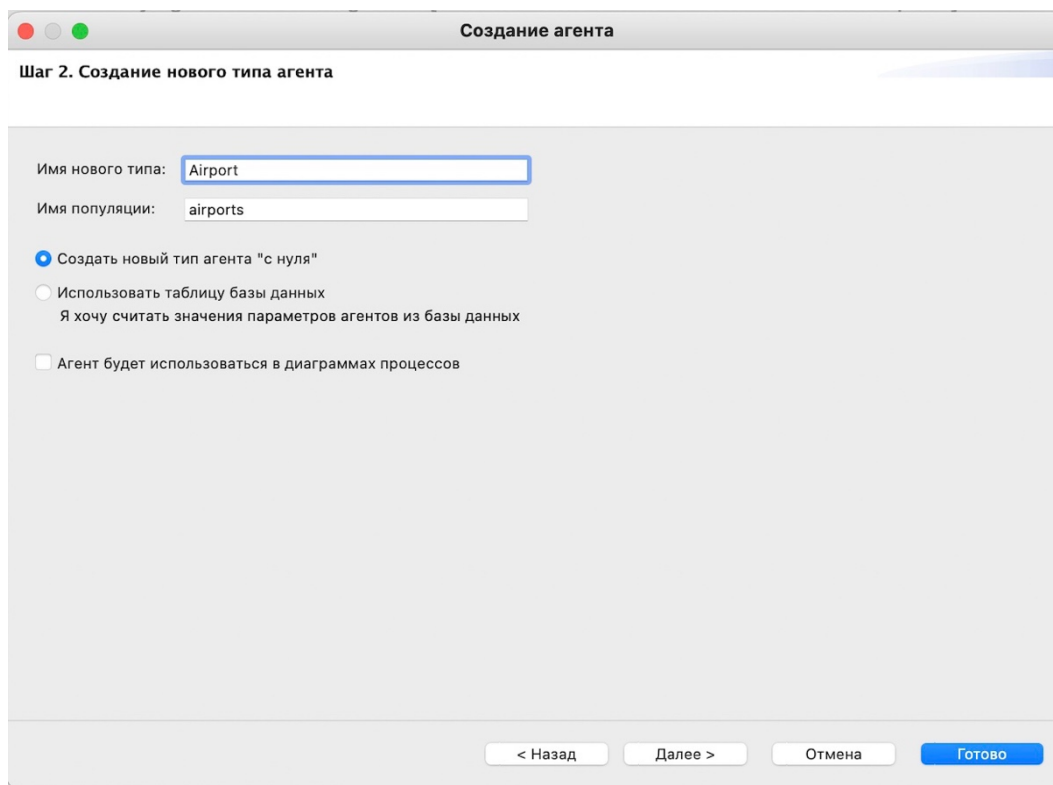 Создание агента
Шаг 2. Создание нового типа агента
Имя нового типа: Airport
Имя популяции: airports
Создать новый тип агента "с нуля"
Использовать таблицу базы данных
Я хочу считать значения параметров агентов из базы данных
Агент будет использоваться в диаграммах процессов
< Назад Далее > Отмена Готово